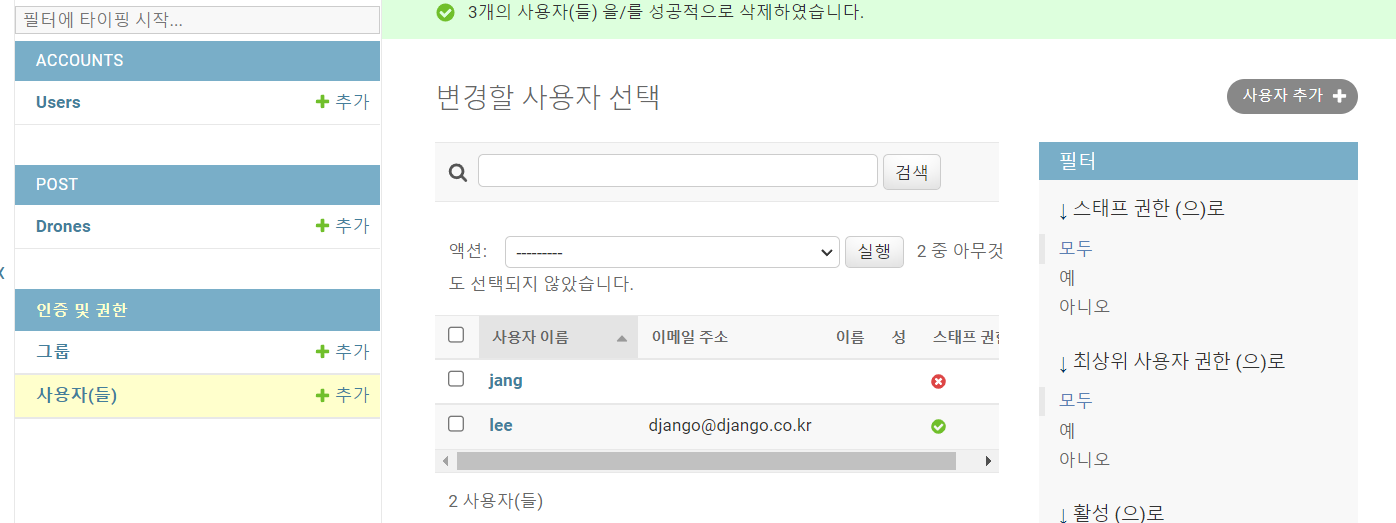 필터에 타이핑 시작...
ACCOUNTS
Users 추가
POST
Drones 추가
인증 및 권한
그룹 추가
사용자(들) 추가
3개의 사용자(들) 을/를 성공적으로 삭제하였습니다.
변경할 사용자 선택
사용자 추가
검색
액션: --------- 실행 2 중 아무것
도 선택되지 않았습니다.
사용자 이름 이메일 주소 이름 성 스태프 권한
jang
lee django@django.co.kr
2 사용자(들)
필터
↓ 스태프 권한 (으)로
모두
예
아니오
↓ 최상위 사용자 권한 (으)로
모두
예
아니오
↓ 활성 (으)로